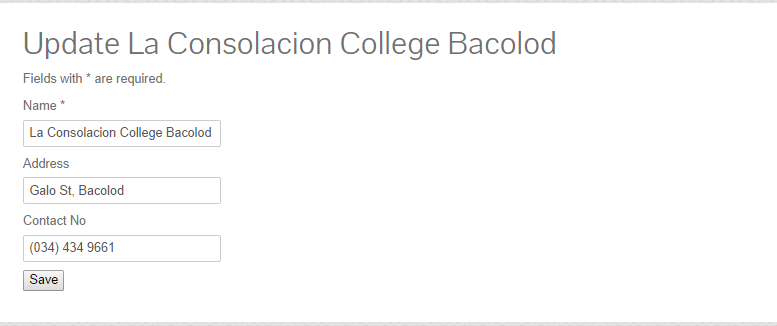 Update La Consolacion College Bacolod
Fields with * are required.
Name *
La Consolacion College Bacolod
Address
Galo St, Bacolod
Contact No
(034) 434 9661
Save